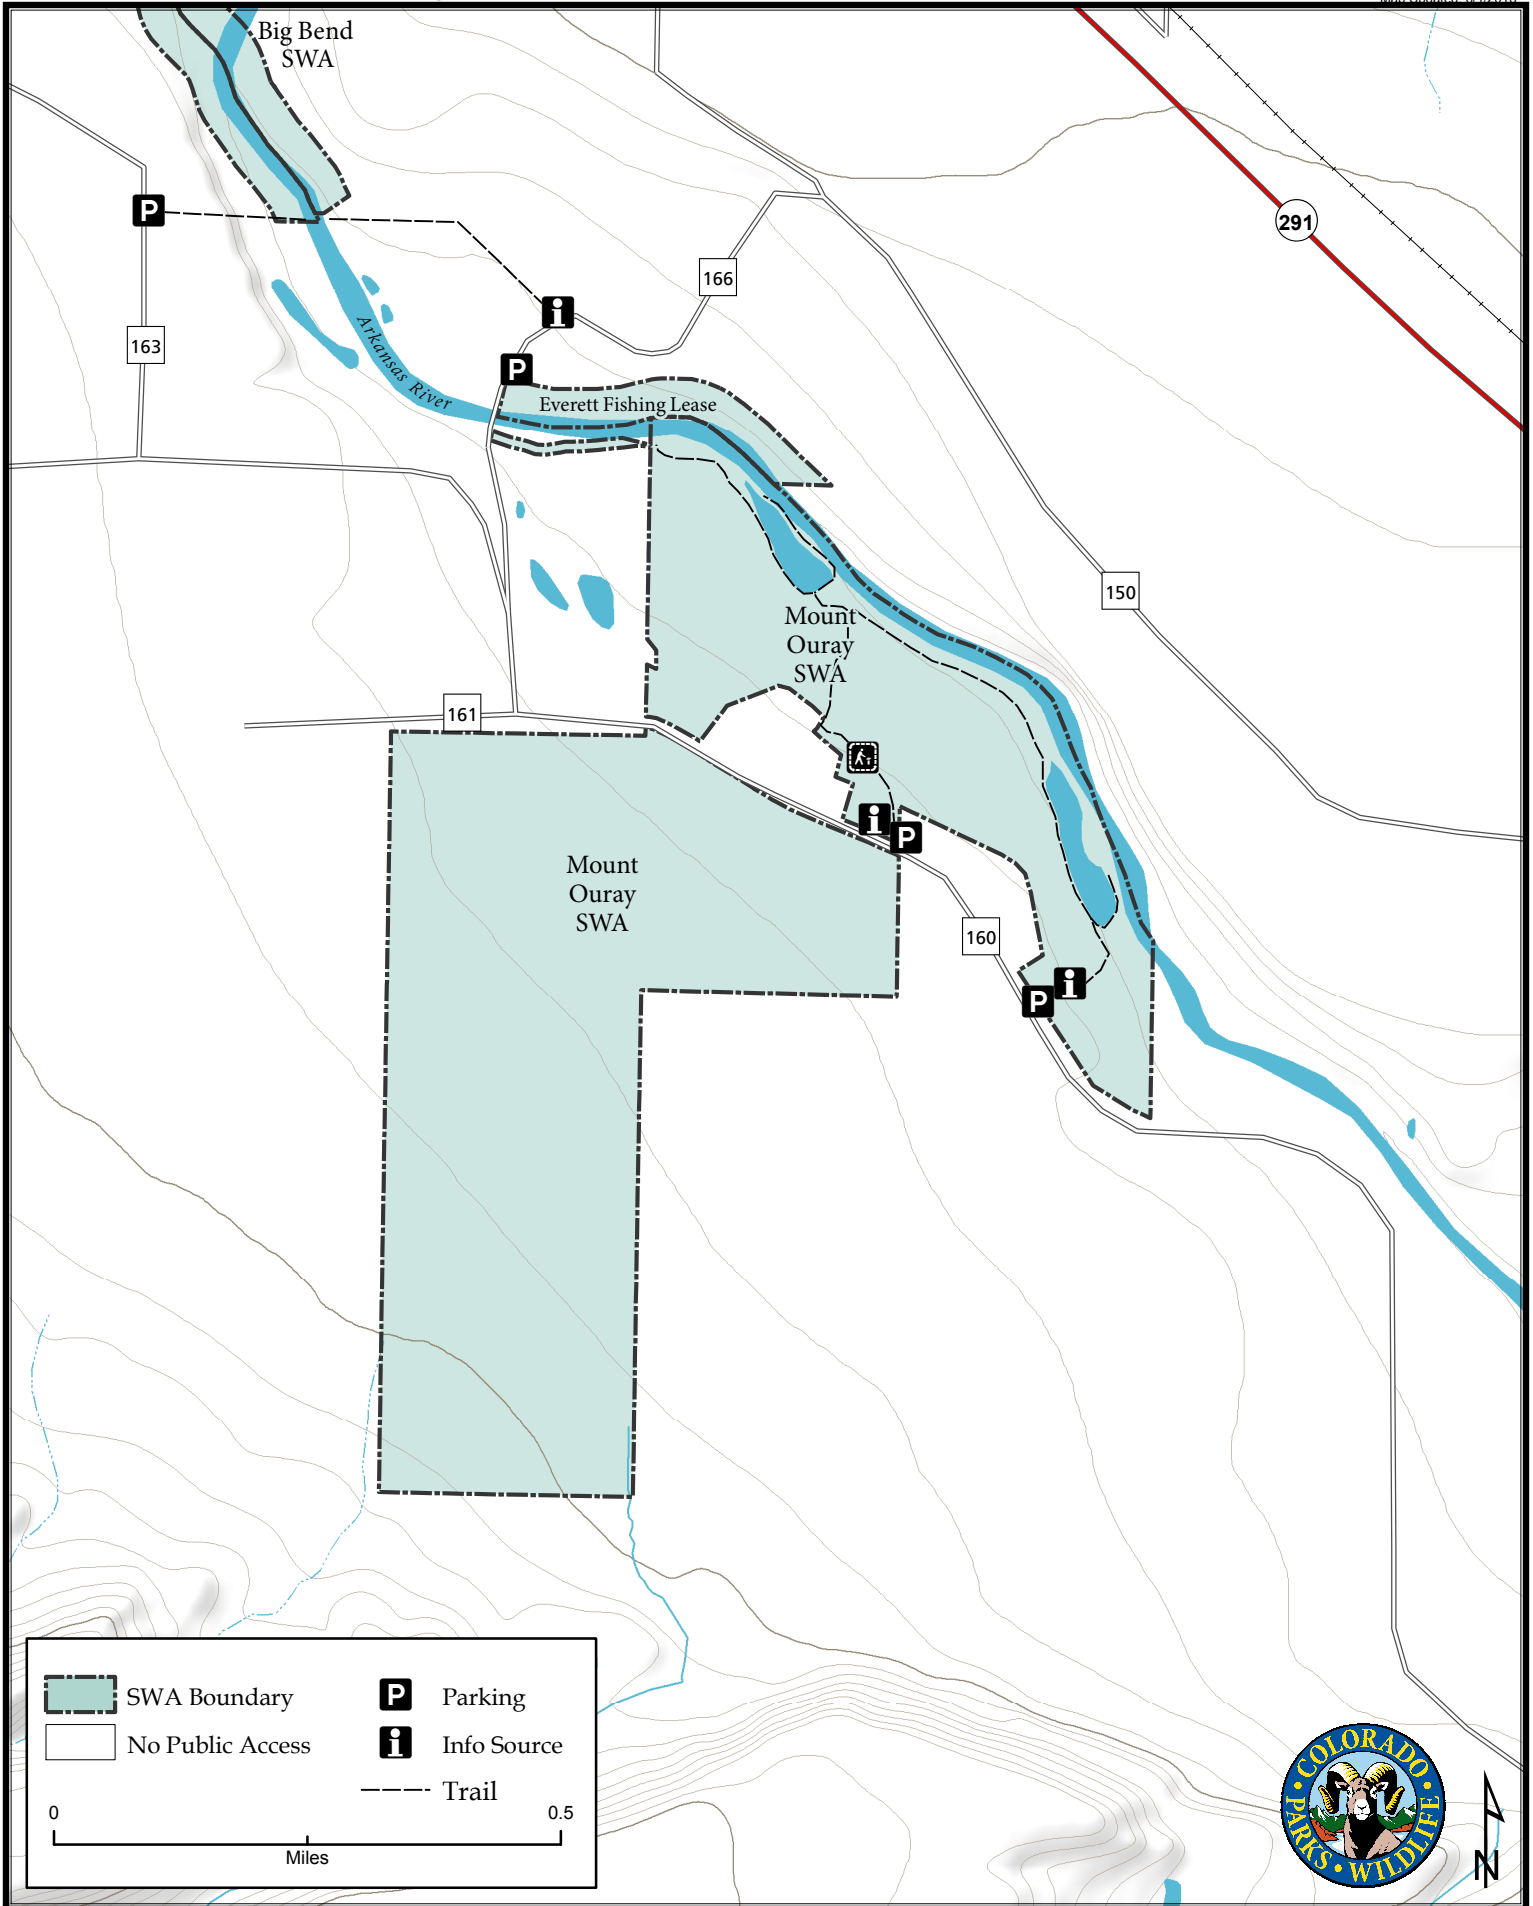 Big Bend
SWA
291
166
163
Arkansas River
Everett Fishing Lease
150
Mount
Ouray
SWA
161
Mount
Ouray
SWA
160
P
P
P
P
i
i
i
SWA Boundary
P Parking
No Public Access
i Info Source
Trail
0 0.5
Miles
COLORADO
PARKS • WILDLIFE
N